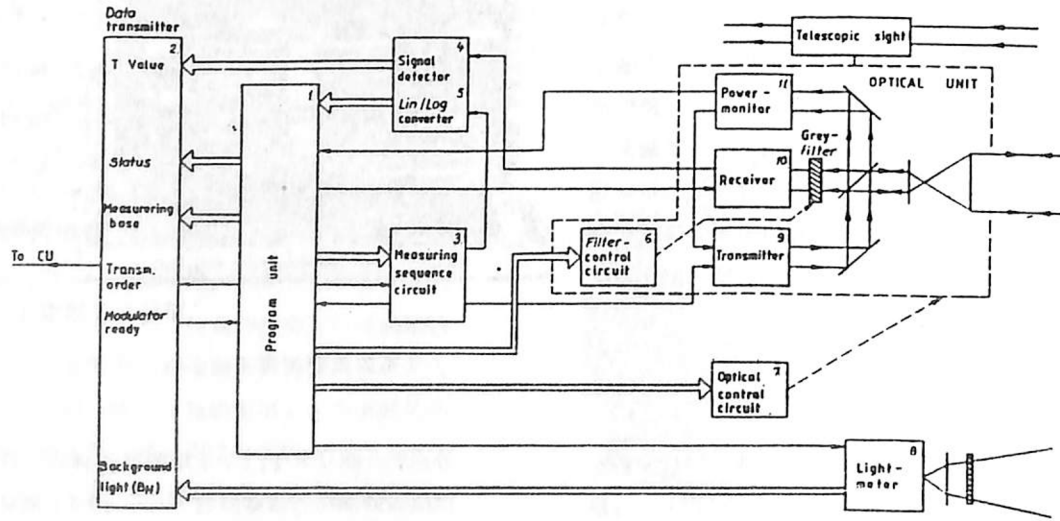 Data
transmitter
2
T Value
Status
Measuring
base
To CU
Transm.
order
Modulator
ready
Background
light (BH)
1
Program unit
4
Signal
detector
5
Lin/Log
converter
3
Measuring
sequence
circuit
Telescopic sight
OPTICAL UNIT
11
Power-
monitor
Grey-
filter
10
Receiver
6
Filter-
control
circuit
9
Transmitter
7
Optical
control
circuit
8
Light-
motor